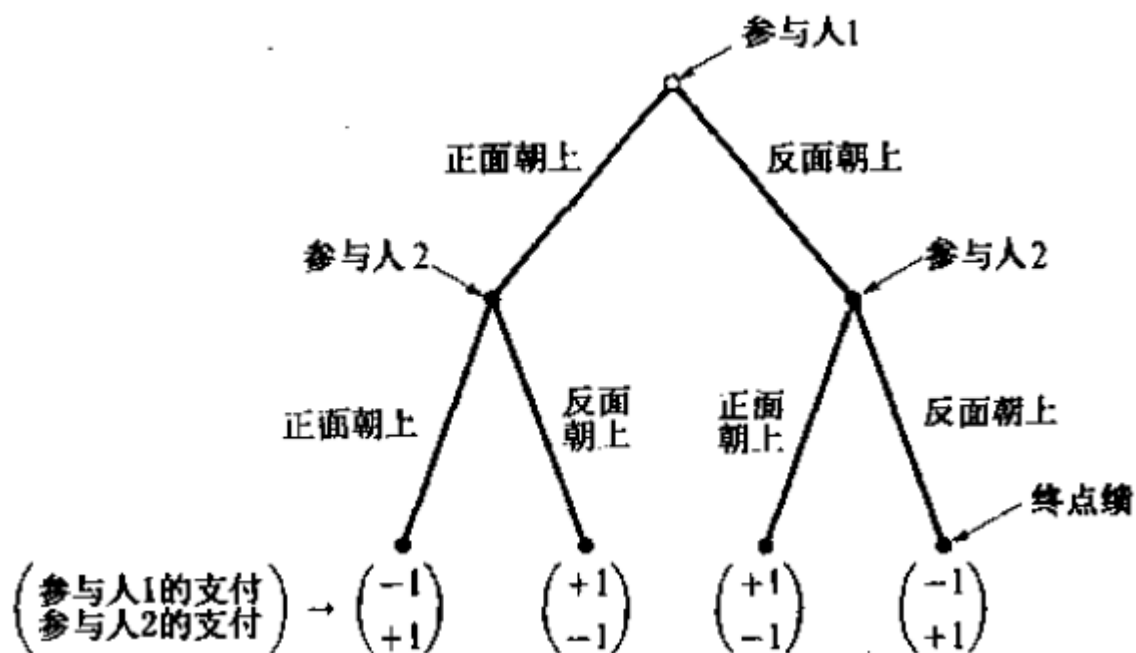 参与人1
正面朝上
反面朝上
参与人2
参与人2
正面朝上
反面
朝上
正面
朝上
反面朝上
终点结
参与人1的支付
参与人2的支付
→
-1
+1
+1
-1
+1
-1
-1
+1